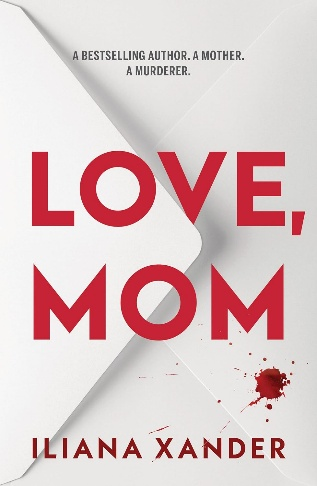 A BESTSELLING AUTHOR. A MOTHER.
A MURDERER.
LOVE,
MOM
ILIANA XANDER